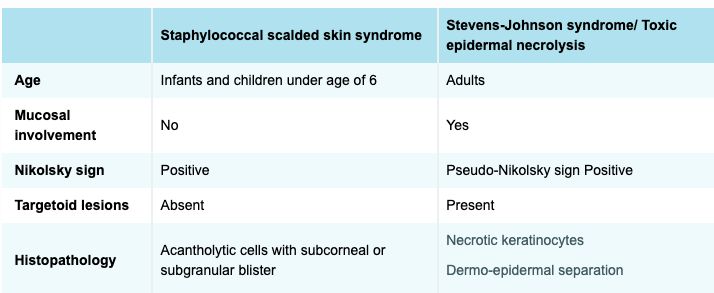 Staphylococcal scalded skin syndrome
Stevens-Johnson syndrome/ Toxic
epidermal necrolysis
Age
Infants and children under age of 6
Adults
Mucosal
involvement
No
Yes
Nikolsky sign
Positive
Pseudo-Nikolsky sign Positive
Targetoid lesions
Absent
Present
Histopathology
Acantholytic cells with subcorneal or
subgranular blister
Necrotic keratinocytes
Dermo-epidermal separation